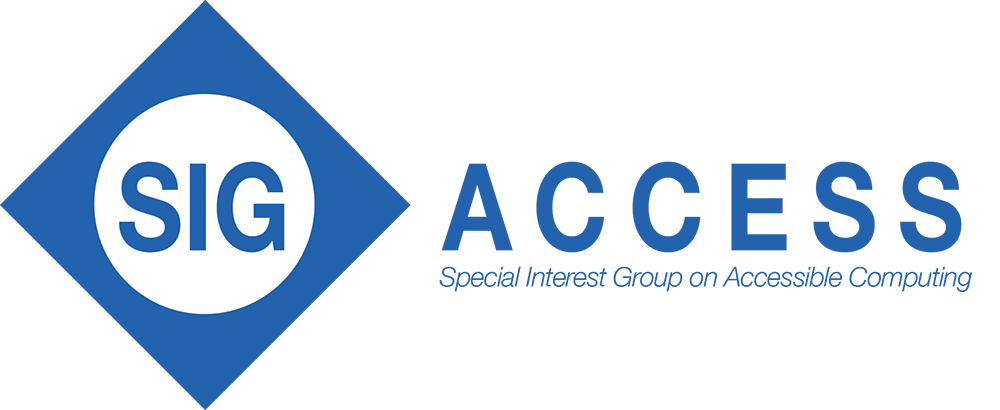 SIG
ACCESS
Special Interest Group on Accessible Computing